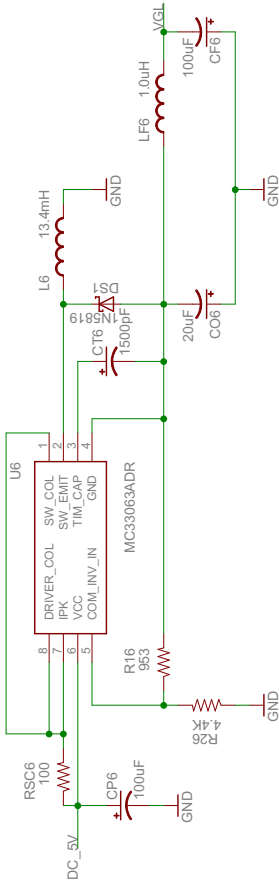 VGL
100uF
CF6
1.0uH
LF6
GND
13.4mH
L6
GND
DS1
1N5819
20uF
CO6
CT6
1500pF
U6
1
2
3
4
SW_COL
SW_EMIT
TIM_CAP
GND
DRIVER_COL
IPK
VCC
COM_INV_IN
8
7
6
5
MC33063ADR
R16
953
R26
4.4K
GND
RSC6
100
CP6
100uF
GND
DC_5V